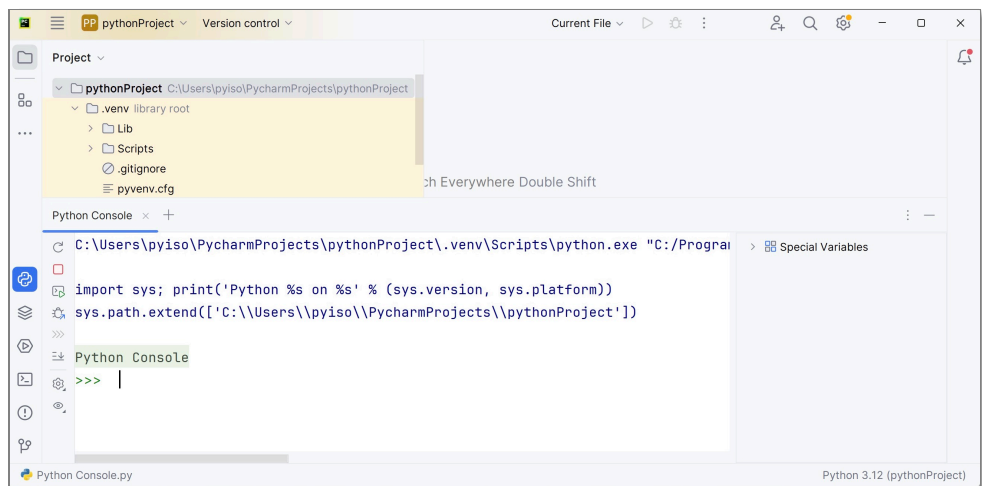 PC
PP pythonProject Version control Current File
Project
pythonProject C:\Users\pyiso\PycharmProjects\pythonProject
.venv library root
Lib
Scripts
.gitignore
pyvenv.cfg
ch Everywhere Double Shift
Python Console
C:\Users\pyiso\PycharmProjects\pythonProject\.venv\Scripts\python.exe "C:/Program
Special Variables
import sys; print('Python %s on %s' % (sys.version, sys.platform))
sys.path.extend(['C:\\Users\\pyiso\\PycharmProjects\\pythonProject'])
Python Console
>>>
Python Console.py Python 3.12 (pythonProject)